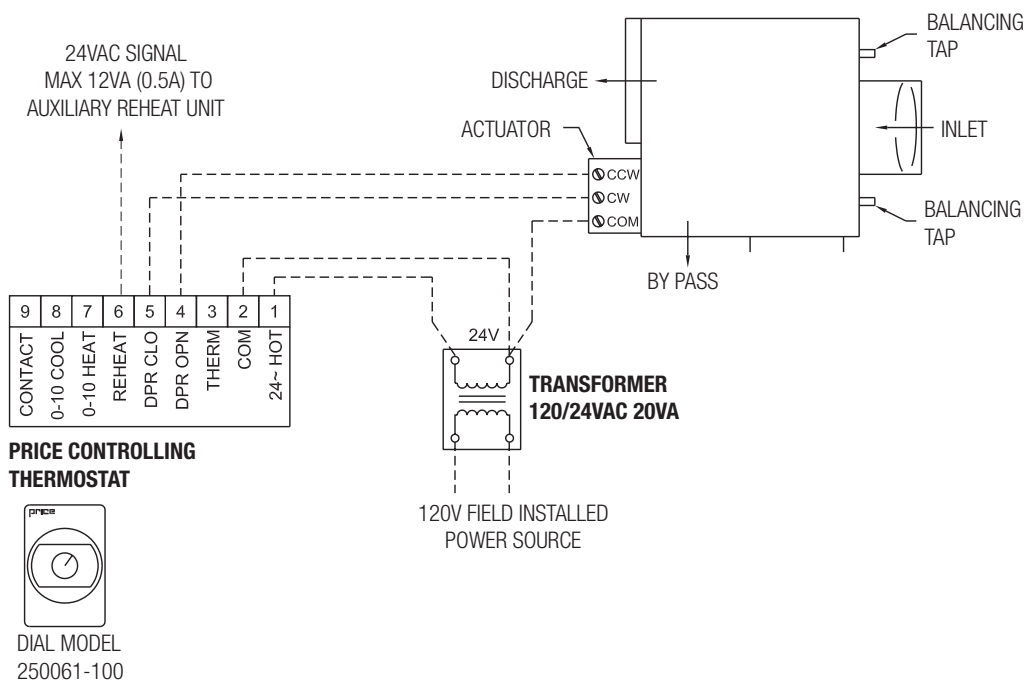 24VAC SIGNAL
MAX 12VA (0.5A) TO
AUXILIARY REHEAT UNIT
DISCHARGE
ACTUATOR
BALANCING
TAP
INLET
BALANCING
TAP
BY PASS
CCW
CW
COM
9 8 7 6 5 4 3 2 1
CONTACT
0-10 COOL
0-10 HEAT
REHEAT
DPR CLO
DPR OPN
THERM
COM
24~ HOT
24V
TRANSFORMER
120/24VAC 20VA
PRICE CONTROLLING
THERMOSTAT
120V FIELD INSTALLED
POWER SOURCE
price
DIAL MODEL
250061-100